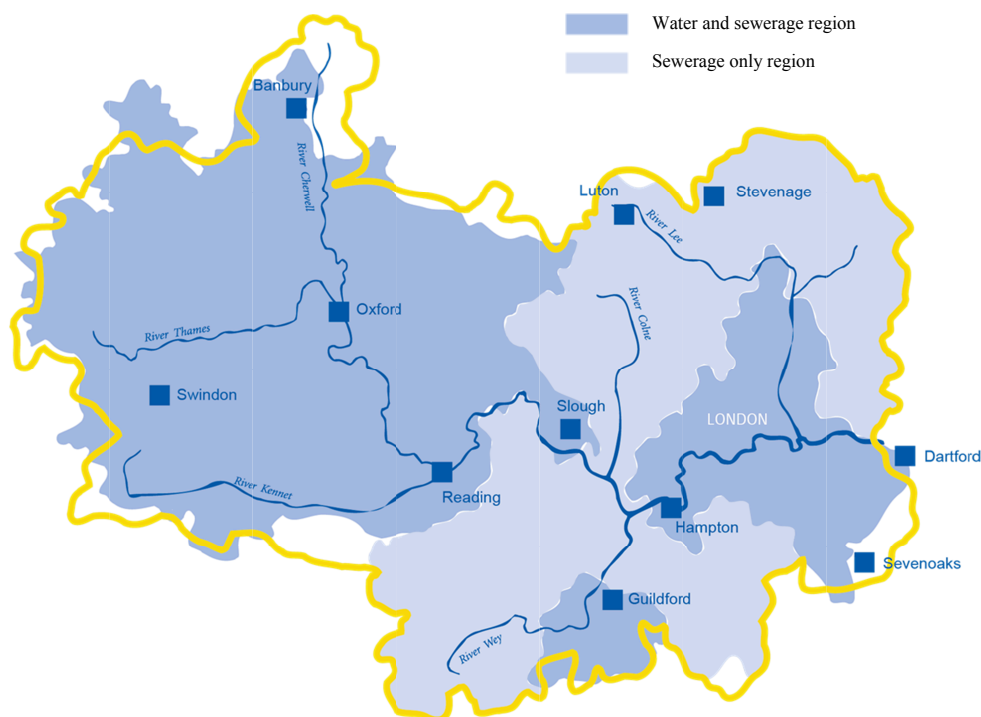 Water and sewerage region
Sewerage only region
Banbury
River Cherwell
Luton
Stevenage
River Lee
River Colne
Oxford
River Thames
Swindon
Slough
LONDON
Dartford
Reading
River Kennet
Hampton
Sevenoaks
Guildford
River Wey